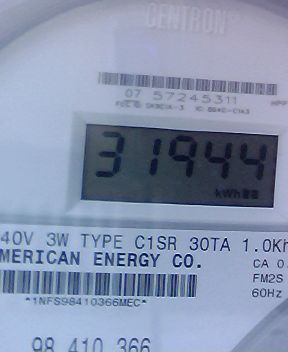 CENTRON
07 57245311
31944
kWh
40V 3W TYPE C1SR 30TA 1.0Kh
MERICAN ENERGY CO.
CA 0.
FM2S
60Hz
*1NFS98410366MEC*
98 410 366